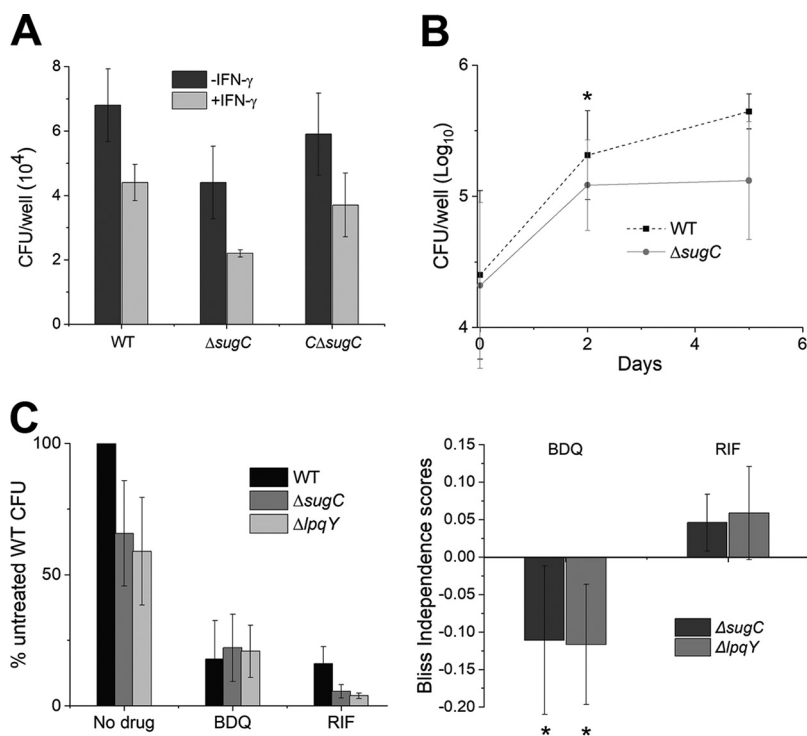 A
-IFN-γ
+IFN-γ
CFU/well (10⁴)
8
6
4
2
0
WT
ΔsugC
CΔsugC
B
*
CFU/well (Log₁₀)
6
5
4
WT
ΔsugC
0
2
4
6
Days
C
% untreated WT CFU
100
50
0
WT
ΔsugC
ΔlpqY
No drug
BDQ
RIF
Bliss Independence scores
0.15
0.10
0.05
0.00
-0.05
-0.10
-0.15
-0.20
BDQ
RIF
ΔsugC
ΔlpqY
* *